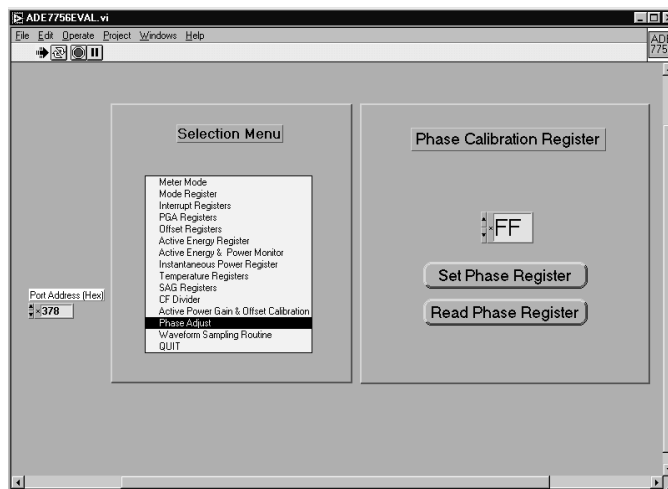 ADE7756EVAL.vi
File Edit Operate Project Windows Help
ADE
775
Selection Menu
Meter Mode
Mode Register
Interrupt Registers
PGA Registers
Offset Registers
Active Energy Register
Active Energy & Power Monitor
Instantaneous Power Register
Temperature Registers
SAG Registers
CF Divider
Active Power Gain & Offset Calibration
Phase Adjust
Waveform Sampling Routine
QUIT
Port Address (Hex)
×378
Phase Calibration Register
×FF
Set Phase Register
Read Phase Register